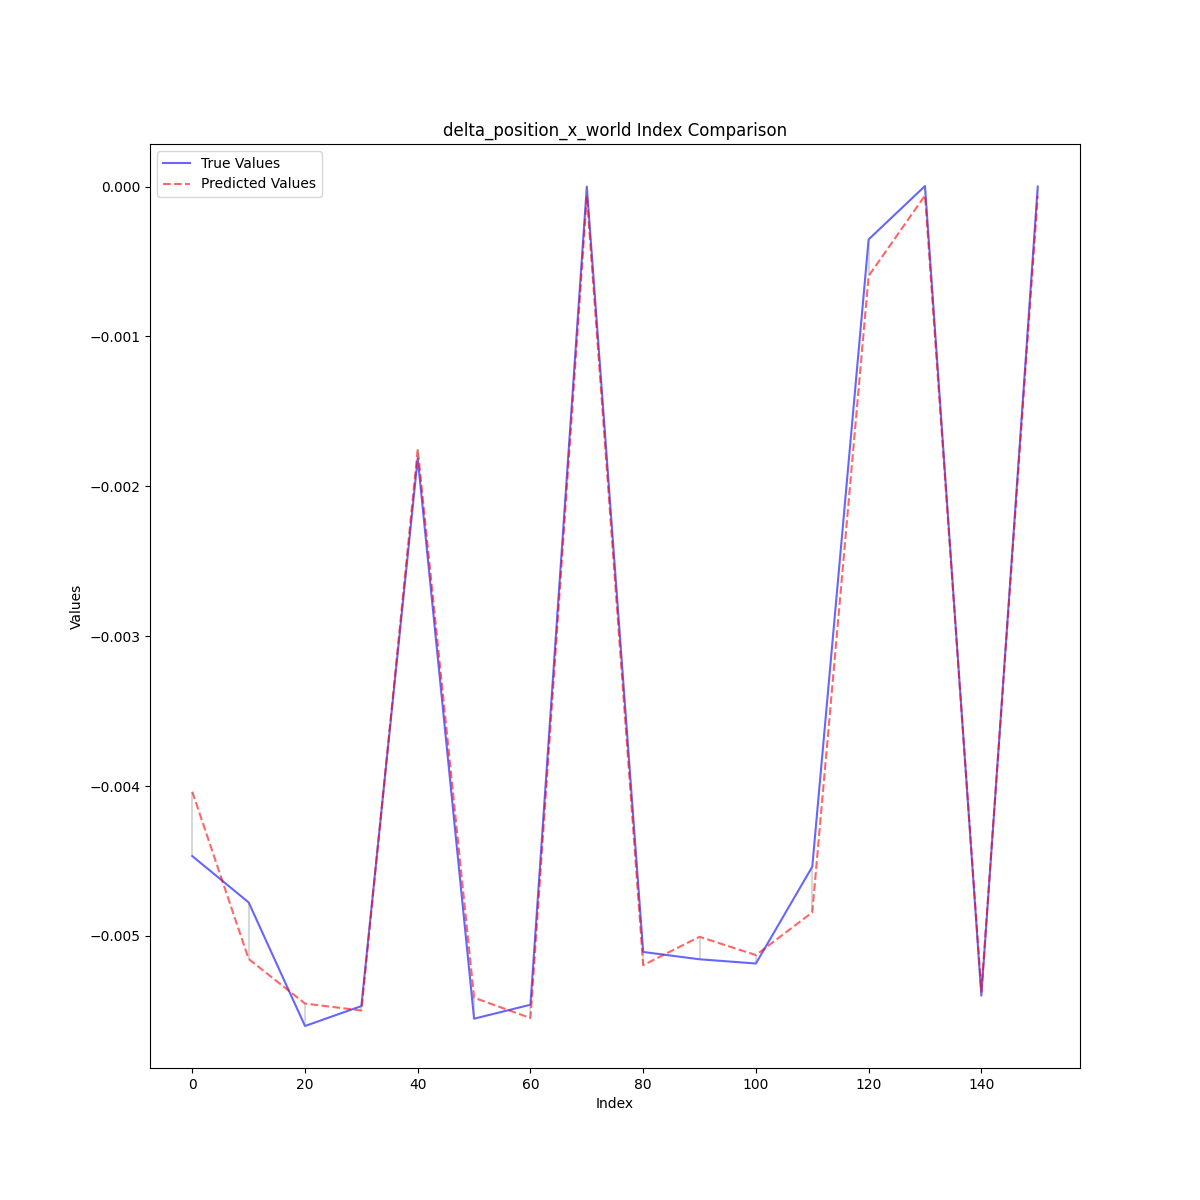 delta_position_x_world Index Comparison
True Values
Predicted Values
0.000
−0.001
−0.002
−0.003
−0.004
−0.005
Values
0 20 40 60 80 100 120 140
Index